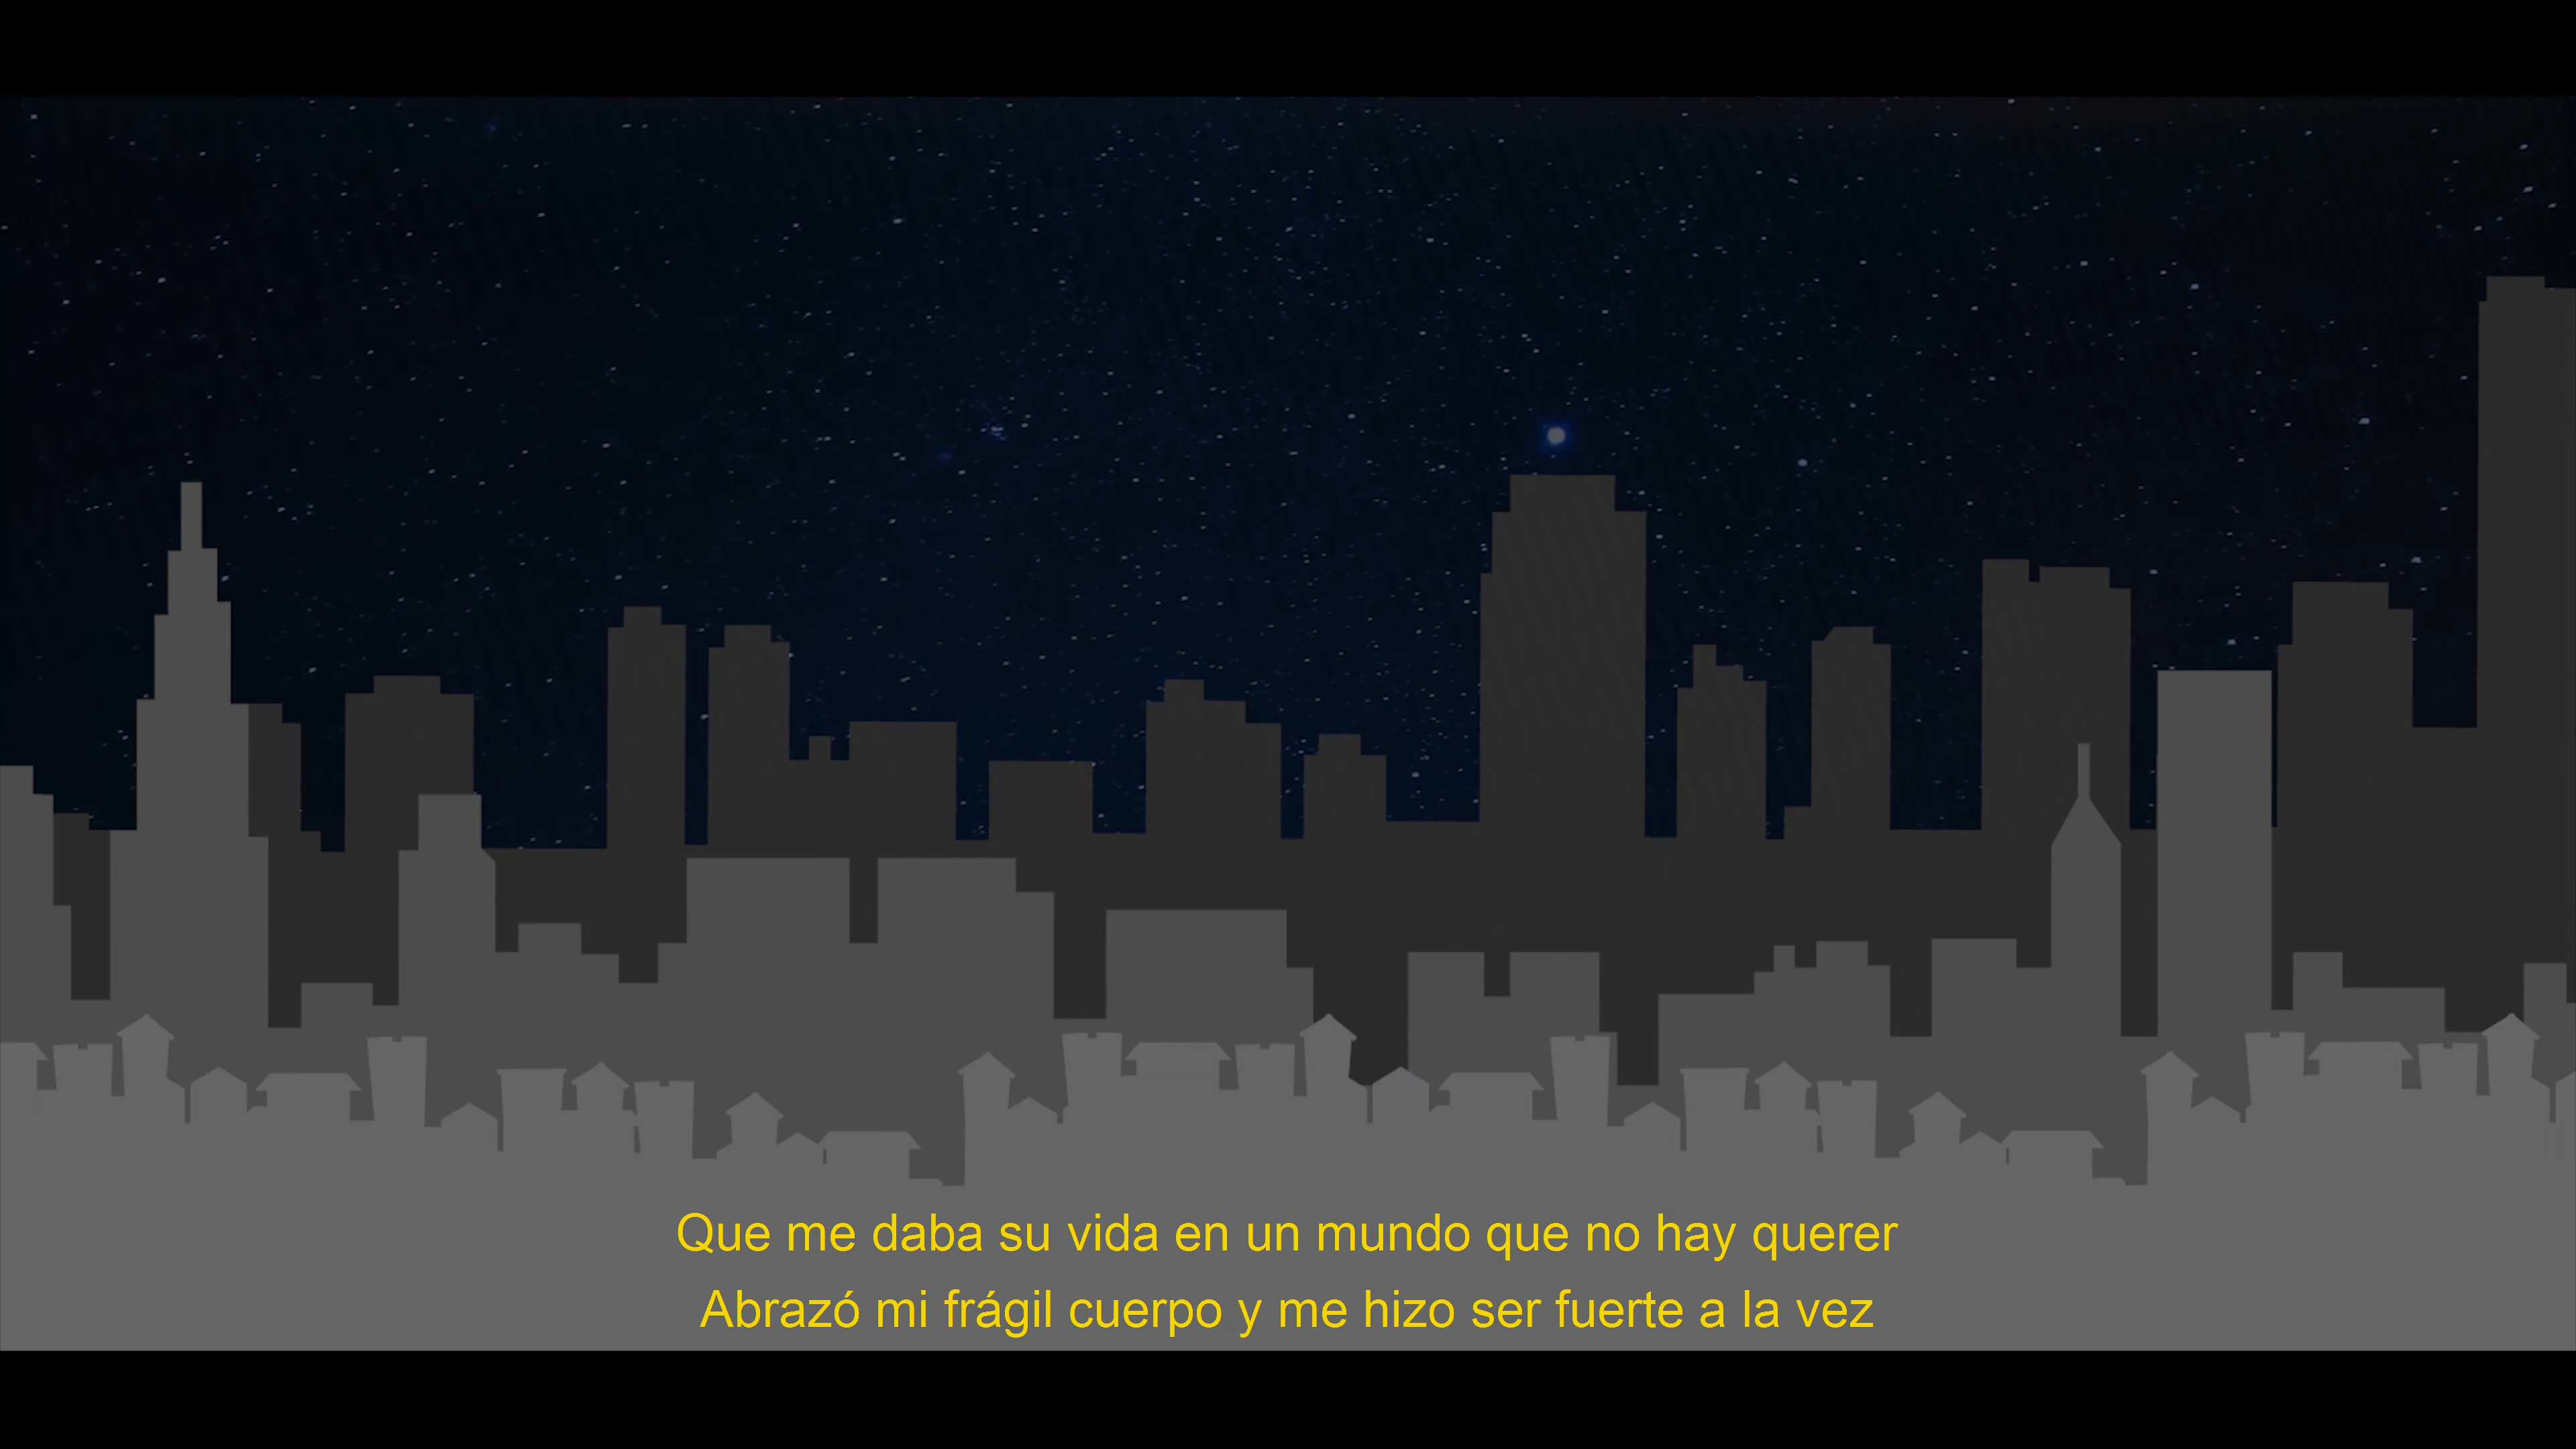 Que me daba su vida en un mundo que no hay querer
Abrazó mi frágil cuerpo y me hizo ser fuerte a la vez